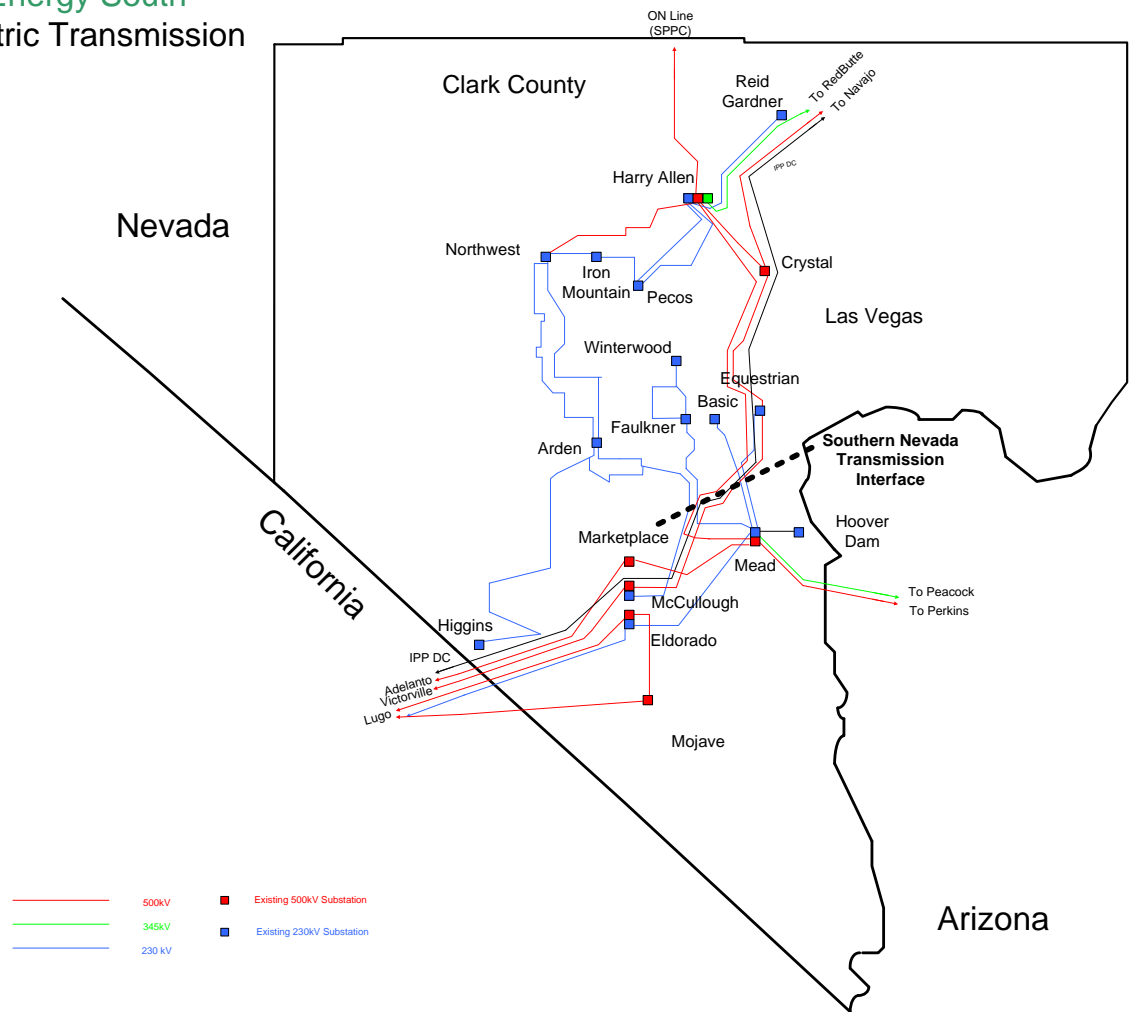 Energy South
tric Transmission
ON Line
(SPPC)
Clark County
Reid
Gardner
To RedButte
To Navajo
IPP DC
Harry Allen
Nevada
Northwest
Iron
Mountain
Pecos
Crystal
Las Vegas
Winterwood
Equestrian
Basic
Faulkner
Arden
Southern Nevada
Transmission
Interface
California
Marketplace
Hoover
Dam
Mead
McCullough
To Peacock
To Perkins
Higgins
Eldorado
IPP DC
Adelanto
Victorville
Lugo
Mojave
500kV
Existing 500kV Substation
345kV
Existing 230kV Substation
230 kV
Arizona